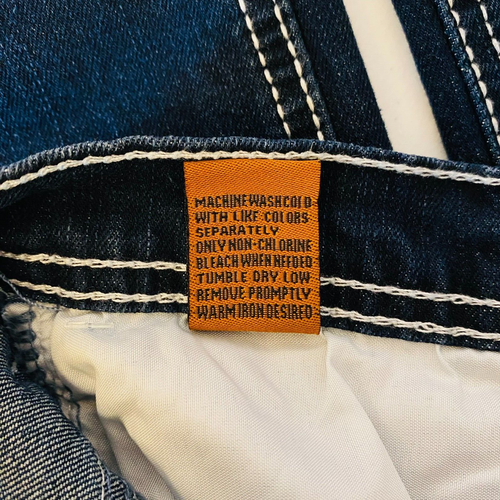 MACHINE WASH COLD
WITH LIKE COLORS
SEPARATELY
ONLY NON-CHLORINE
BLEACH WHEN NEEDED
TUMBLE DRY LOW
REMOVE PROMPTLY
WARM IRON DESIRED